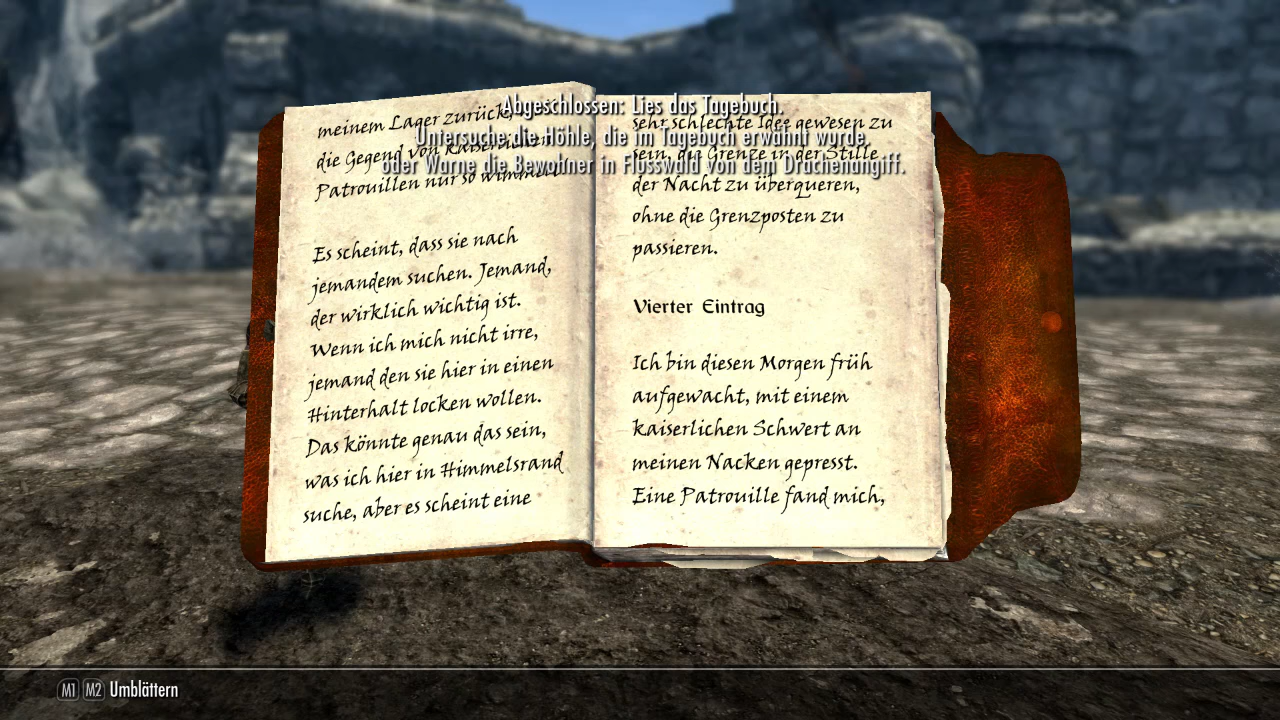 Abgeschlossen: Lies das Tagebuch.
Untersuche die Höhle, die im Tagebuch erwähnt wurde,
oder Warne die Bewohner in Flusswald von dem Drachenangiff.
meinem Lager zurück,
die Gegend von kaiserlichen
Patrouillen nur so wimmelt.
Es scheint, dass sie nach
jemandem suchen. Jemand,
der wirklich wichtig ist.
Wenn ich mich nicht irre,
jemand den sie hier in einen
Hinterhalt locken wollen.
Das könnte genau das sein,
was ich hier in Himmelsrand
suche, aber es scheint eine
sehr schlechte Idee gewesen zu
sein, die Grenze in der Stille
der Nacht zu überqueren,
ohne die Grenzposten zu
passieren.
Vierter Eintrag
Ich bin diesen Morgen früh
aufgewacht, mit einem
kaiserlichen Schwert an
meinen Nacken gepresst.
Eine Patrouille fand mich,
M1 M2 Umblättern